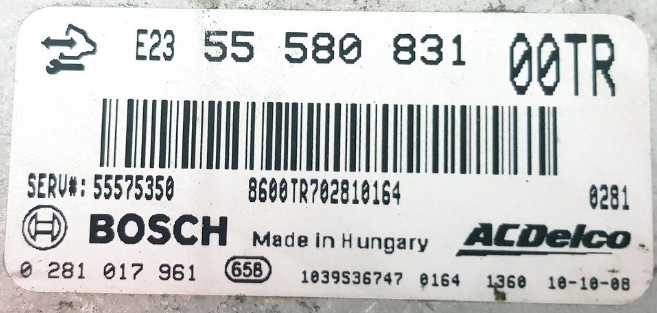 E23 55 580 831 00TR
SERV#: 55575350 8600TR702810164 0281
BOSCH Made in Hungary ACDelco
0 281 017 961 658 1039S36747 0164 1360 10-10-08